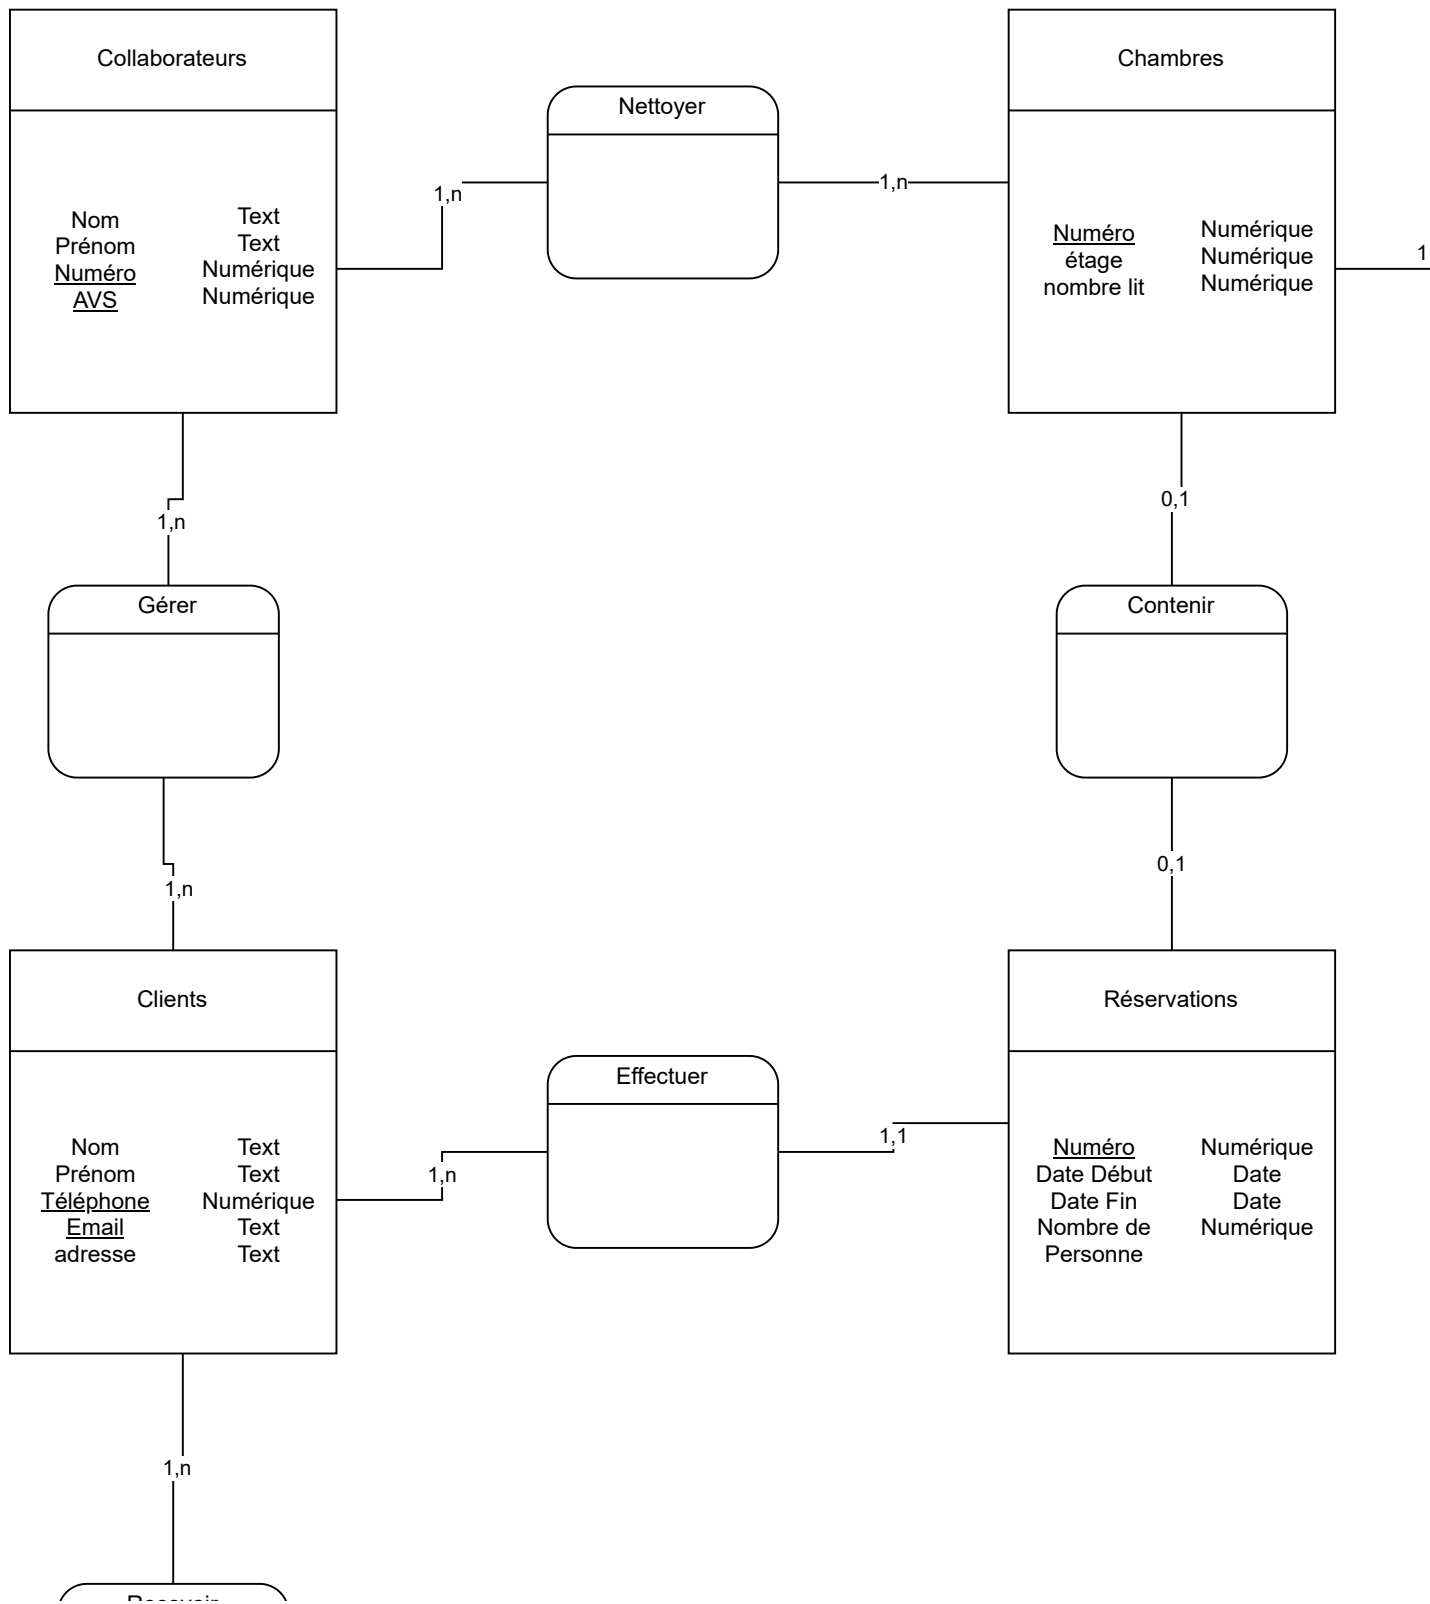 Collaborateurs
Nom
Prénom
Numéro
AVS
Text
Text
Numérique
Numérique
1,n
Nettoyer
1,n
Chambres
Numéro
étage
nombre lit
Numérique
Numérique
Numérique
1
1,n
Gérer
1,n
0,1
Contenir
0,1
Clients
Nom
Prénom
Téléphone
Email
adresse
Text
Text
Numérique
Text
Text
1,n
Effectuer
1,1
Réservations
Numéro
Date Début
Date Fin
Nombre de
Personne
Numérique
Date
Date
Numérique
1,n